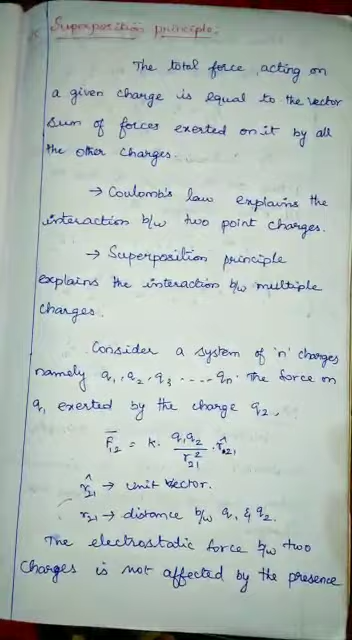 Superposition principle.
The total force, acting on
a given charge is equal to the vector
sum of forces exerted on it by all
the other charges.
→ Coulomb's law explains the
interaction b/w two point charges.
→ Superposition principle
explains the interaction b/w multiple
charges.
Consider a system of 'n' charges
namely q₁, q₂, q₃ .... qₙ. The force on
q₁ exerted by the charge q₂,
F̅₁₂ = k. q₁q₂/r₂₁² . r̂₂₁
r̂₂₁ → unit vector.
r₂₁ → distance b/w q₁ & q₂.
The electrostatic force b/w two
charges is not affected by the presence